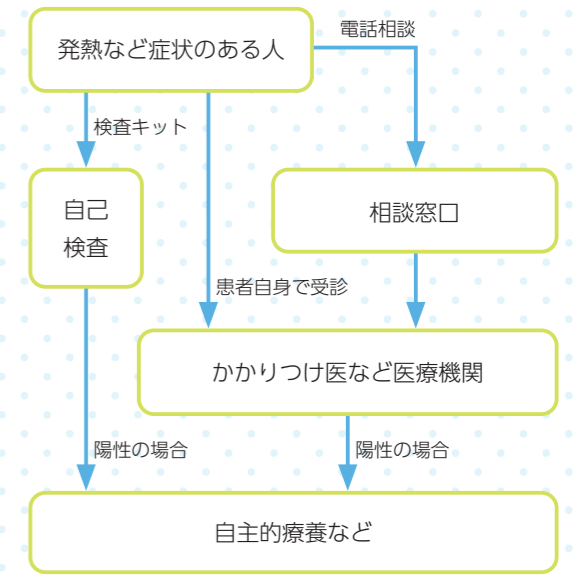 発熱など症状のある人
電話相談
検査キット
自己
検査
相談窓口
患者自身で受診
かかりつけ医など医療機関
陽性の場合
陽性の場合
自主的療養など